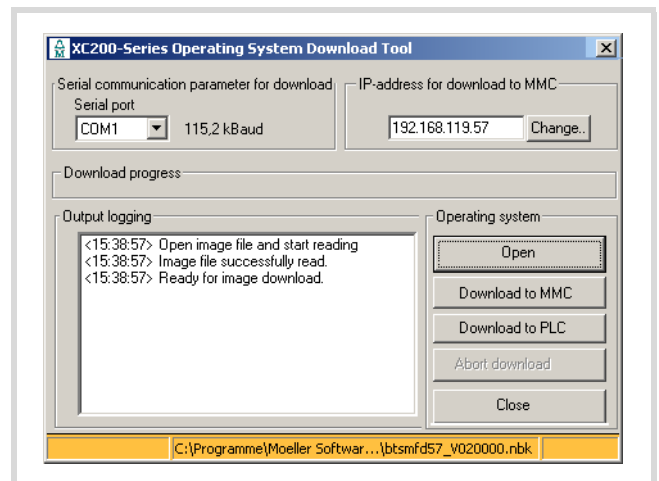 XC200-Series Operating System Download Tool
Serial communication parameter for download
IP-address for download to MMC
Serial port
COM1
115,2 kBaud
192.168.119.57
Change..
Download progress
Output logging
Operating system
<15:38:57> Open image file and start reading
<15:38:57> Image file successfully read.
<15:38:57> Ready for image download.
Open
Download to MMC
Download to PLC
Abort download
Close
C:\Programme\Moeller Softwar...\btsmfd57_V020000.nbk